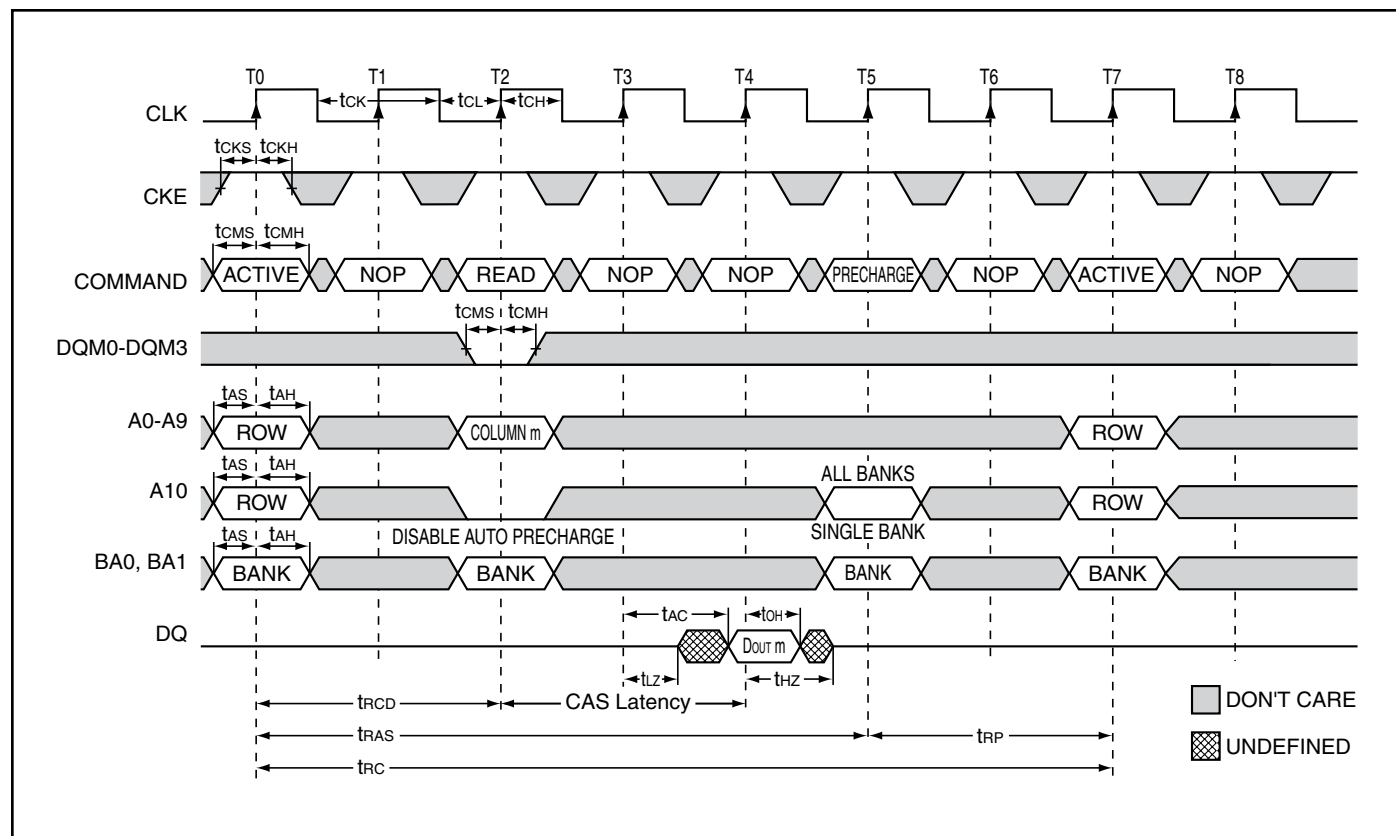 T0 T1 T2 T3 T4 T5 T6 T7 T8
tCK tCL tCH
CLK
tCKS tCKH
CKE
tCMS tCMH
COMMAND ACTIVE NOP READ NOP NOP PRECHARGE NOP ACTIVE NOP
tCMS tCMH
DQM0-DQM3
tAS tAH
A0-A9 ROW COLUMN m ROW
tAS tAH ALL BANKS
A10 ROW ROW
DISABLE AUTO PRECHARGE SINGLE BANK
tAS tAH
BA0, BA1 BANK BANK BANK BANK
tAC tOH
DQ DOUT m
tLZ tHZ
tRCD CAS Latency
DON'T CARE
tRAS tRP
UNDEFINED
tRC